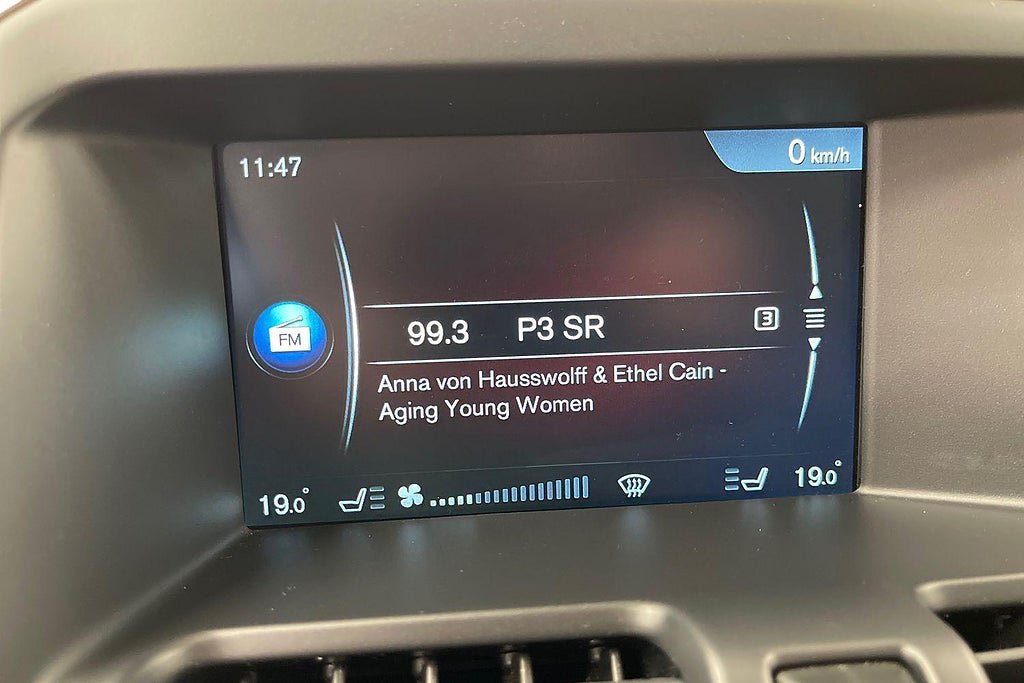 11:47
0 km/h
FM
99.3 P3 SR 3
Anna von Hausswolff & Ethel Cain -
Aging Young Women
19.0° 19.0°